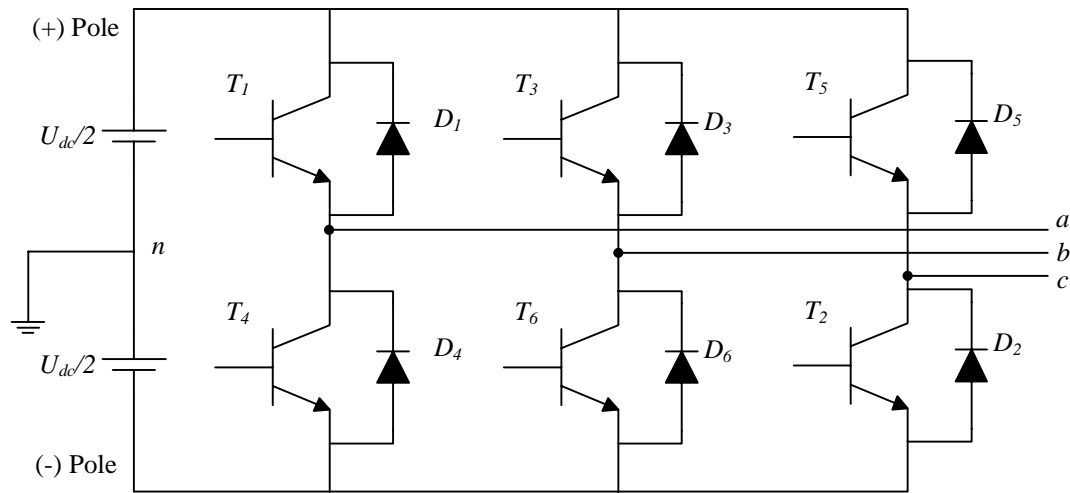 (+) Pole
T1
D1
T3
D3
T5
D5
Udc/2
a
n
b
c
T4
D4
T6
D6
T2
D2
Udc/2
(-) Pole